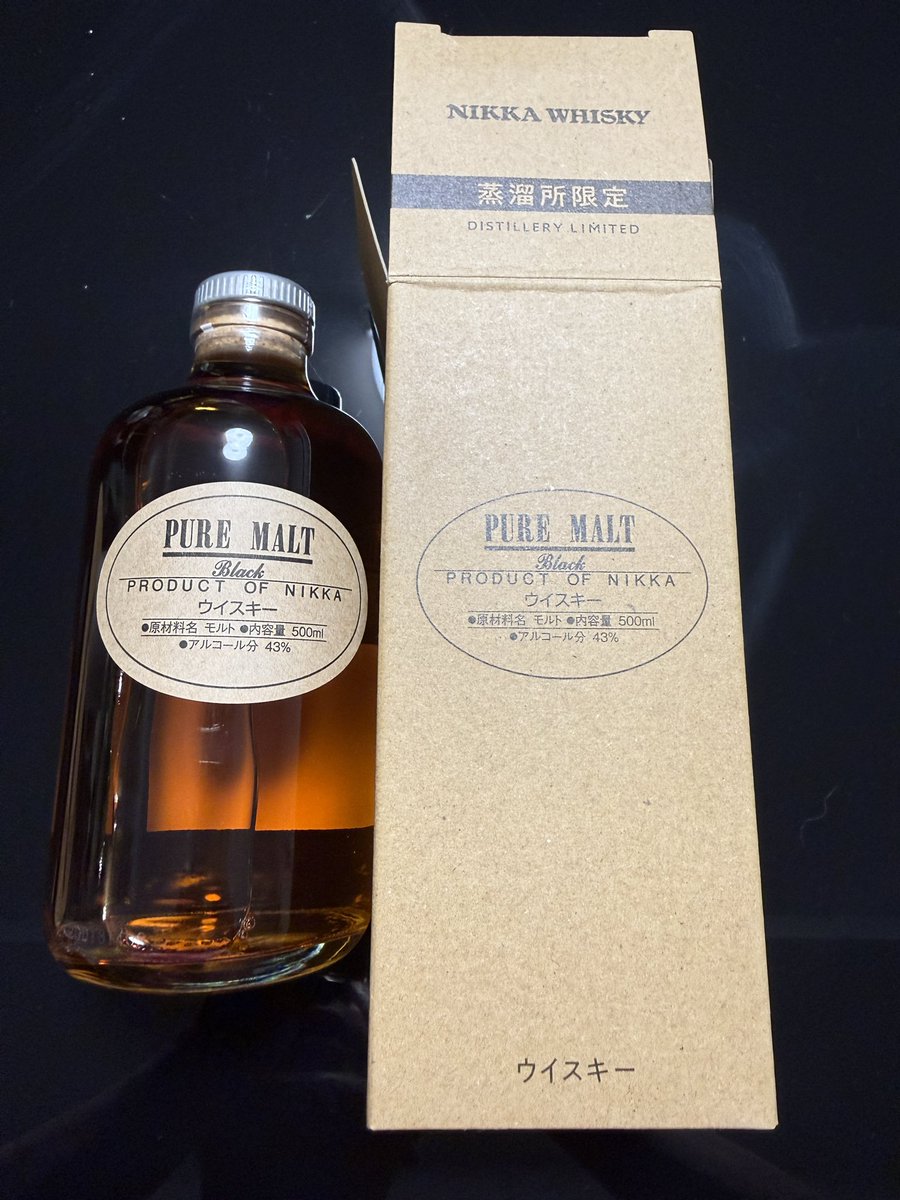 NIKKA WHISKY
蒸溜所限定
DISTILLERY LIMITED
PURE MALT
Black
PRODUCT OF NIKKA
ウイスキー
●原材料名 モルト ●内容量 500ml
●アルコール分 43%
PURE MALT
Black
PRODUCT OF NIKKA
ウイスキー
●原材料名 モルト ●内容量 500ml
●アルコール分 43%
ウイスキー